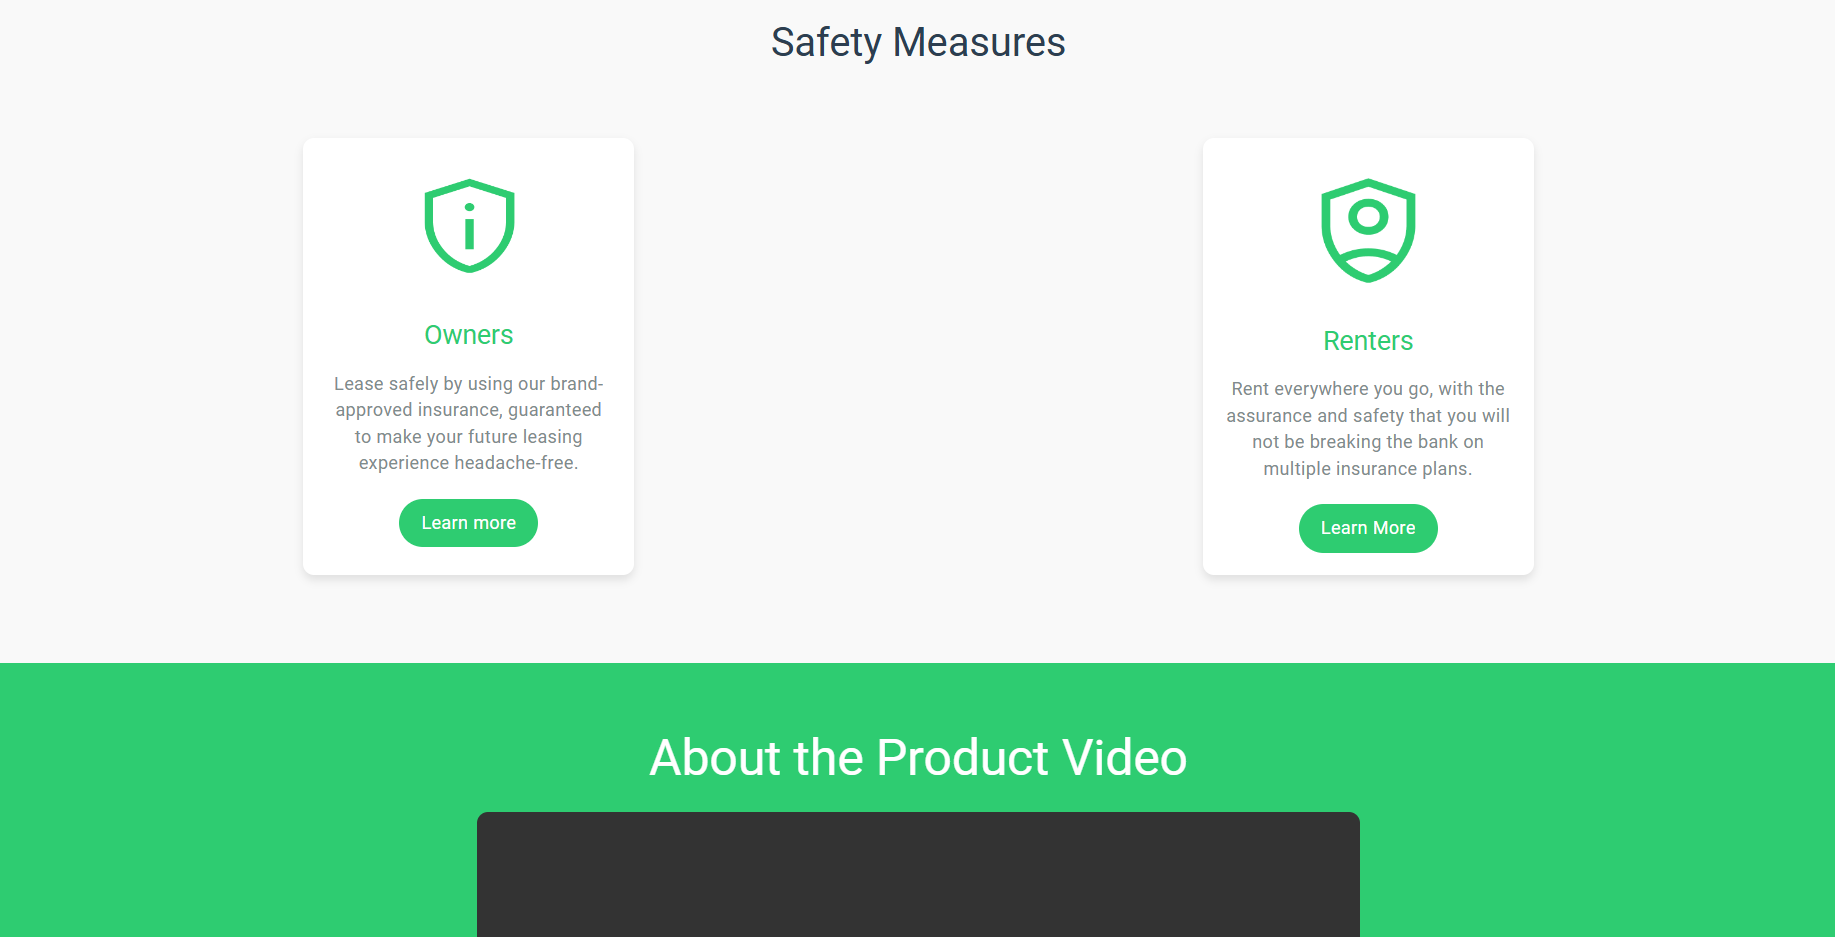 Safety Measures
Owners
Lease safely by using our brand-
approved insurance, guaranteed
to make your future leasing
experience headache-free.
Learn more
Renters
Rent everywhere you go, with the
assurance and safety that you will
not be breaking the bank on
multiple insurance plans.
Learn More
About the Product Video